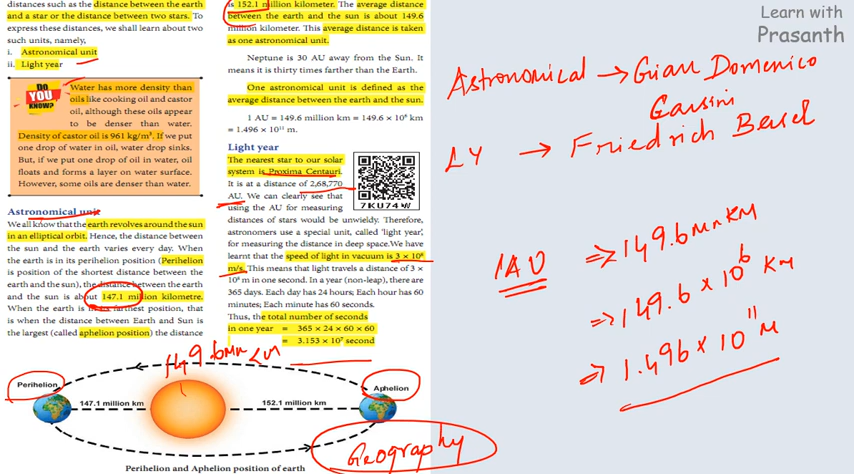 distances such as the distance between the earth
and a star or the distance between two stars. To
express these distances, we shall learn about two
such units, namely,
i. Astronomical unit
ii. Light year
DO
YOU
KNOW?
Water has more density than
oils like cooking oil and castor
oil, although these oils appear
to be denser than water.
Density of castor oil is 961 kg/m³. If we put
one drop of water in oil, water drop sinks.
But, if we put one drop of oil in water, oil
floats and forms a layer on water surface.
However, some oils are denser than water.
Astronomical unit
We all know that the earth revolves around the sun
in an elliptical orbit. Hence, the distance between
the sun and the earth varies every day. When
the earth is in its perihelion position (Perihelion
is position of the shortest distance between the
earth and the sun), the distance between the earth
and the sun is about 147.1 million kilometre.
When the earth is in its farthest position, that
is when the distance between Earth and Sun is
the largest (called aphelion position) the distance
is 152.1 million kilometer. The average distance
between the earth and the sun is about 149.6
million kilometer. This average distance is taken
as one astronomical unit.
Neptune is 30 AU away from the Sun. It
means it is thirty times farther than the Earth.
One astronomical unit is defined as the
average distance between the earth and the sun.
1 AU = 149.6 million km = 149.6 × 10⁶ km
= 1.496 × 10¹¹ m.
Light year
The nearest star to our solar
system is Proxima Centauri.
It is at a distance of 2,68,770
AU. We can clearly see that
using the AU for measuring
7KU74W
distances of stars would be unwieldy. Therefore,
astronomers use a special unit, called 'light year',
for measuring the distance in deep space. We have
learnt that the speed of light in vacuum is 3 × 10⁸
m/s. This means that light travels a distance of 3 ×
10⁸ m in one second. In a year (non-leap), there are
365 days. Each day has 24 hours; Each hour has 60
minutes; Each minute has 60 seconds.
Thus, the total number of seconds
in one year = 365 × 24 × 60 × 60
= 3.153 × 10⁷ second
149.6 Mn KM
Perihelion
Aphelion
147.1 million km
152.1 million km
Geography
Perihelion and Aphelion position of earth
Learn with
Prasanth
Astronomical → Gian Domenico
LY → Friedrich Bessel
1AU ⇒ 149.6 Mn KM
⇒ 149.6 × 10⁶ KM
⇒ 1.496 × 10¹¹ M